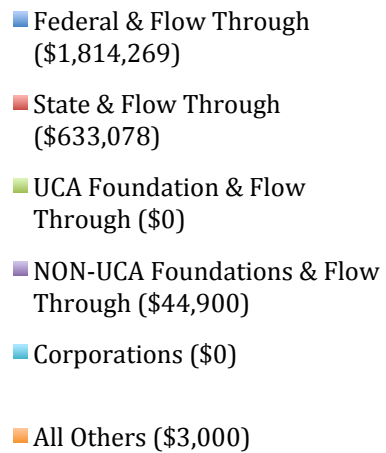 Federal & Flow Through
($1,814,269)
State & Flow Through
($633,078)
UCA Foundation & Flow
Through ($0)
NON-UCA Foundations & Flow
Through ($44,900)
Corporations ($0)
All Others ($3,000)